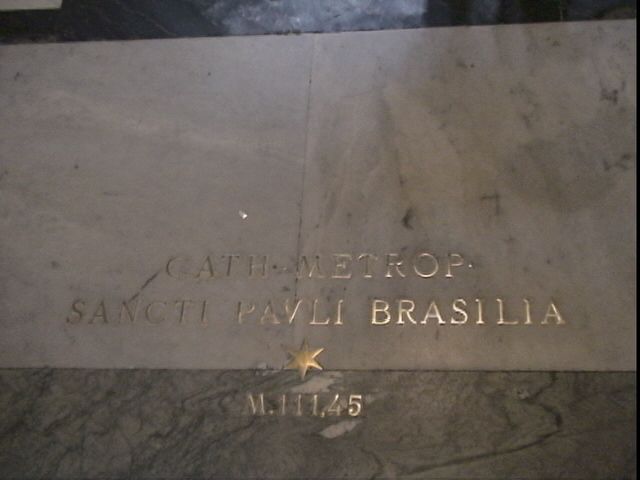 CATH·METROP·
SANCTI PAVLI BRASILIA
M.111,45